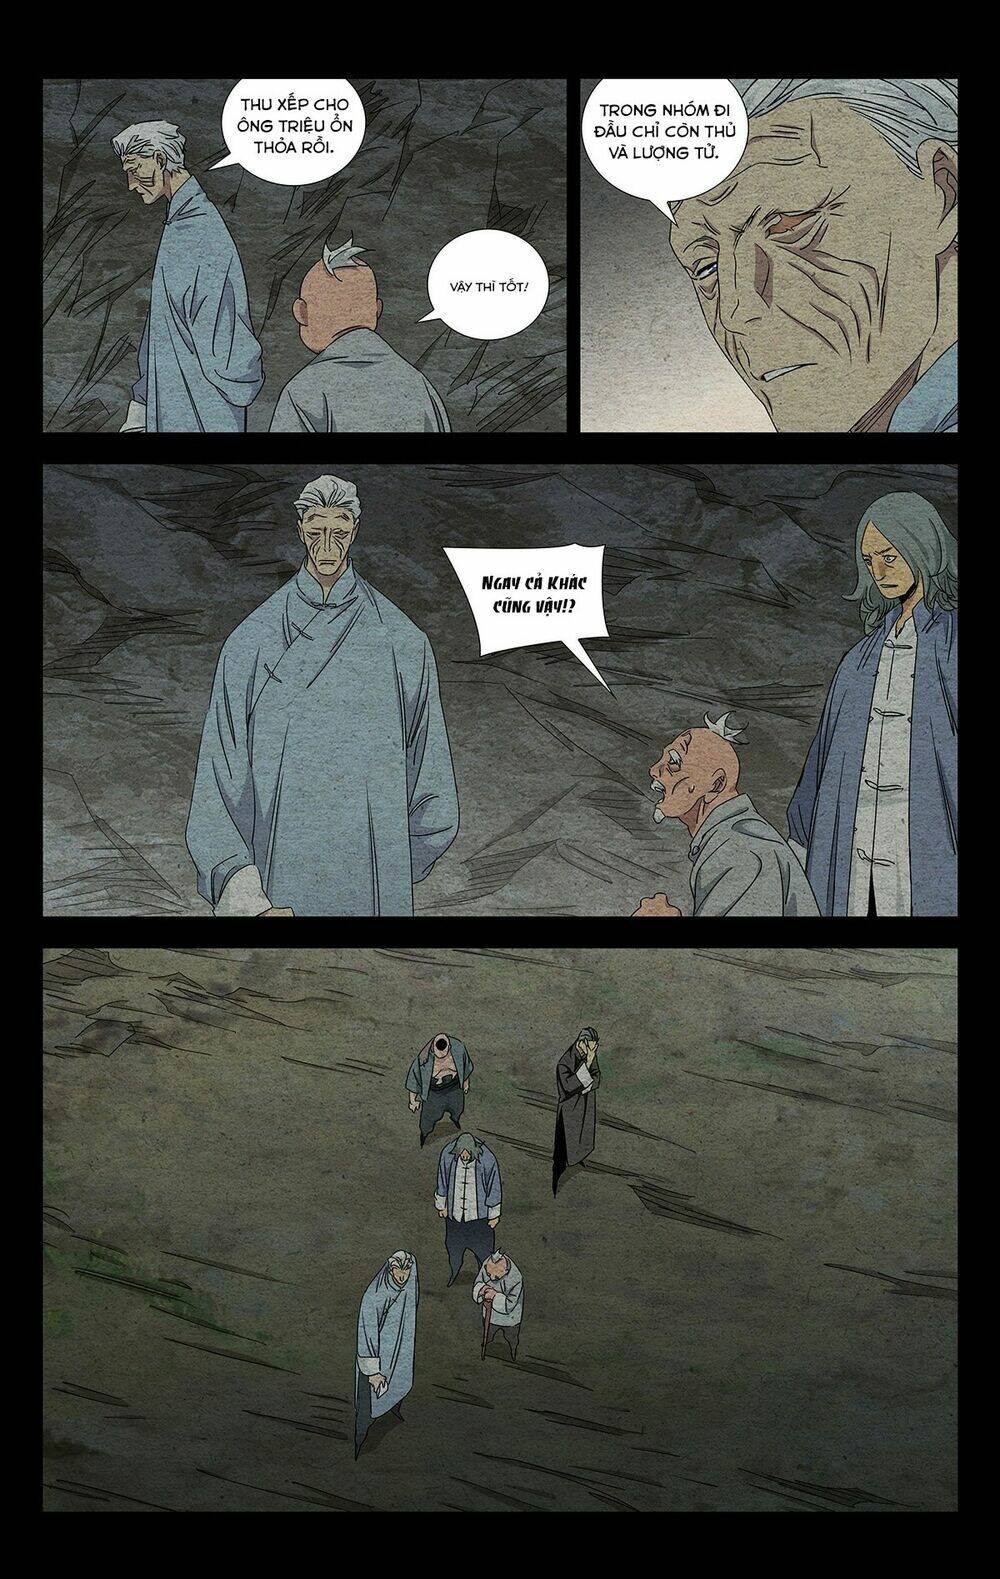 THU XẾP CHO
ÔNG TRIỆU ỔN
THỎA RỒI.
VẬY THÌ TỐT!
TRONG NHÓM ĐI
ĐẦU CHỈ CÒN THỦ
VÀ LƯỢNG TỬ.
NGAY CẢ KHÁC
CŨNG VẬY!?